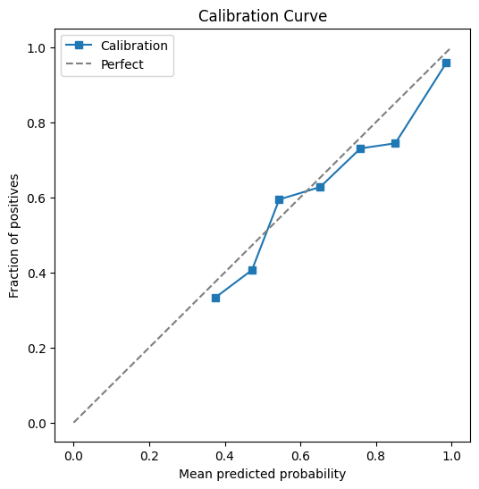 Calibration Curve
Calibration
Perfect
Fraction of positives
1.0
0.8
0.6
0.4
0.2
0.0
0.0 0.2 0.4 0.6 0.8 1.0
Mean predicted probability